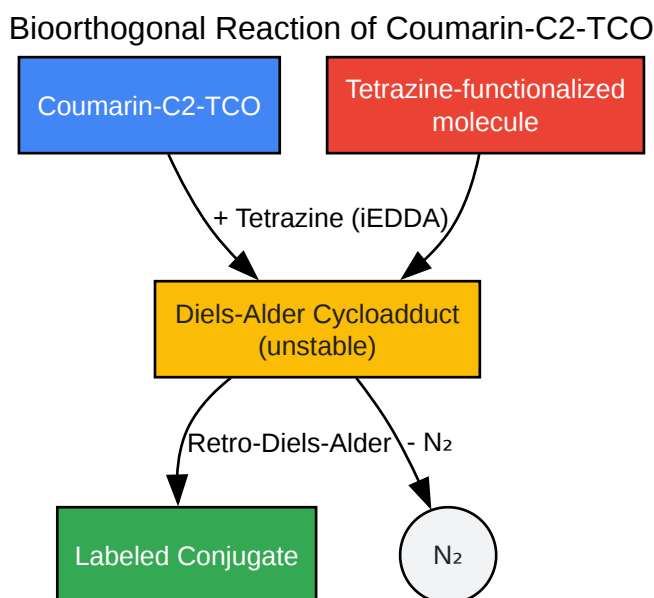 Bioorthogonal Reaction of Coumarin-C2-TCO
Coumarin-C2-TCO
Tetrazine-functionalized
molecule
+ Tetrazine (iEDDA)
Diels-Alder Cycloadduct
(unstable)
Retro-Diels-Alder
- N₂
Labeled Conjugate
N₂